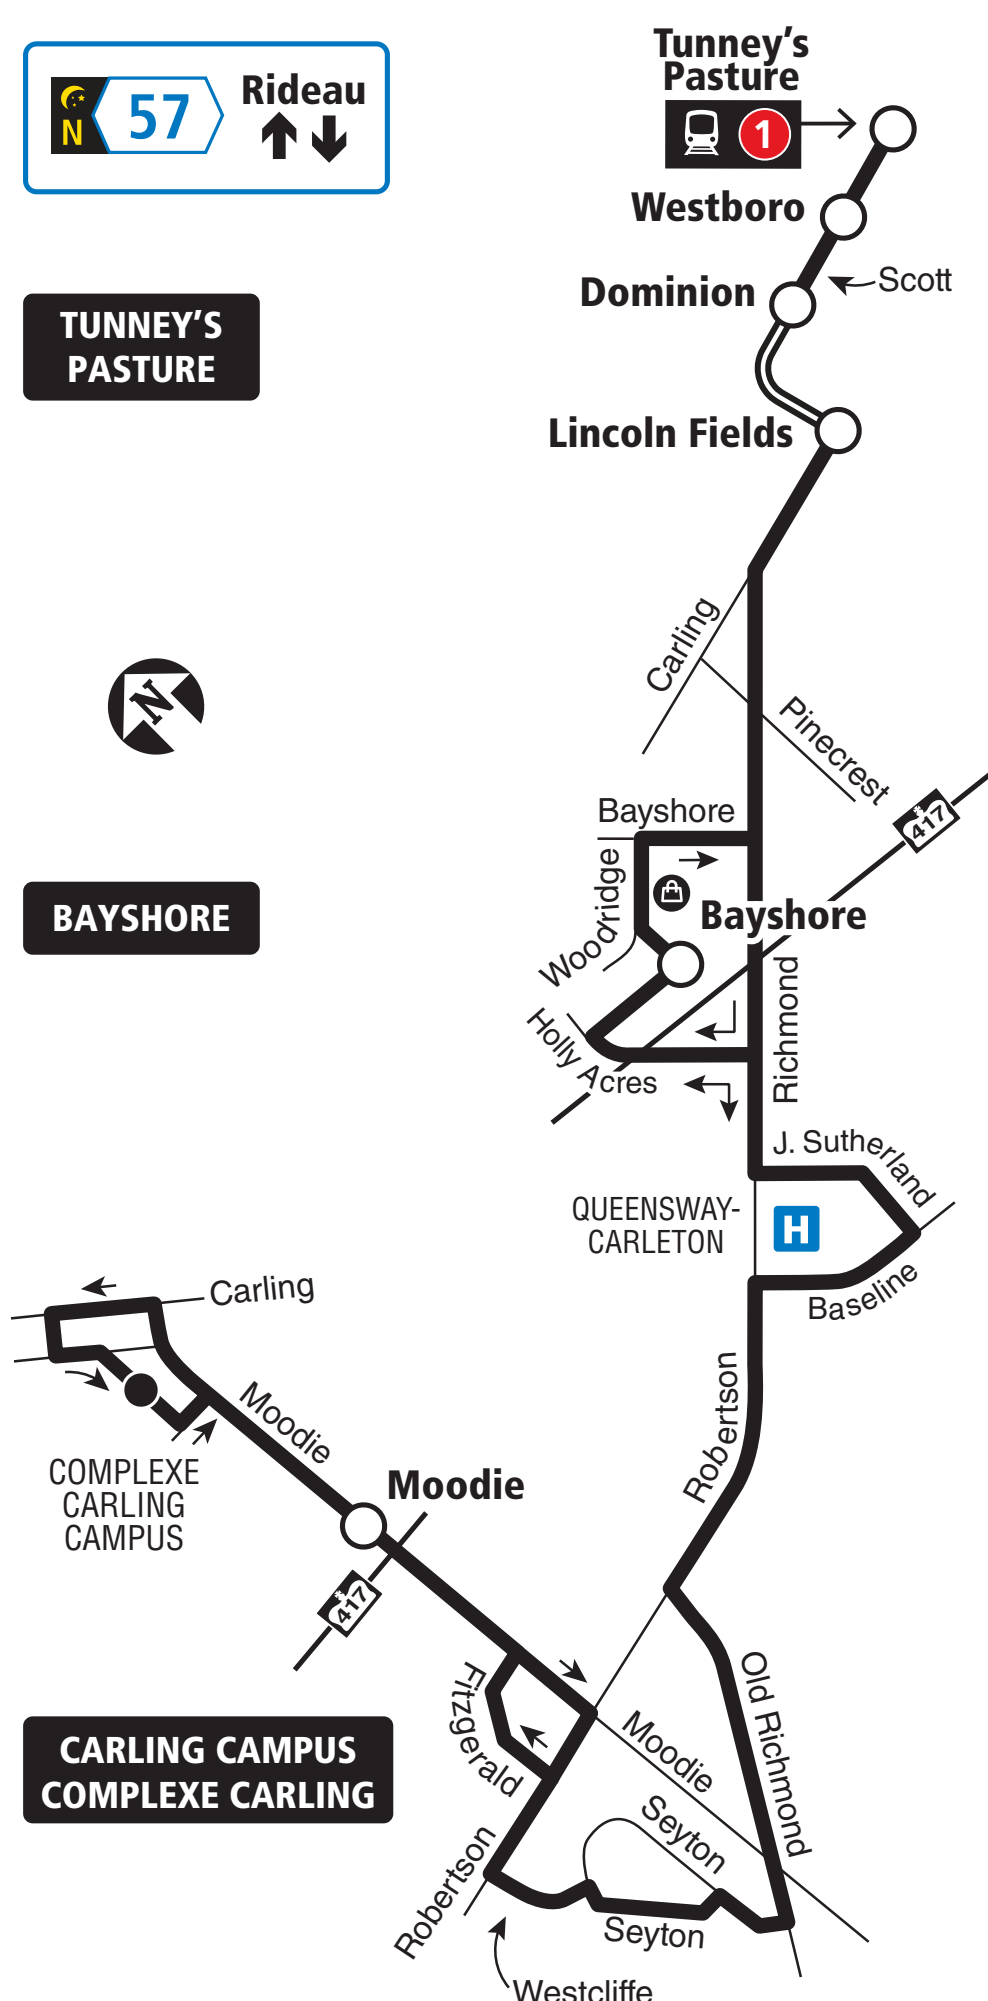 N
57
Rideau
Tunney's
Pasture
1
Westboro
Scott
Dominion
TUNNEY'S
PASTURE
Lincoln Fields
Carling
Pinecrest
N
417
Bayshore
Woodridge
BAYSHORE
Bayshore
Richmond
Holly Acres
J. Sutherland
QUEENSWAY-
CARLETON
H
Baseline
Carling
Robertson
Moodie
COMPLEXE
CARLING
CAMPUS
Moodie
417
Fitzgerald
Old Richmond
Moodie
CARLING CAMPUS
COMPLEXE CARLING
Seyton
Robertson
Seyton
Westcliffe